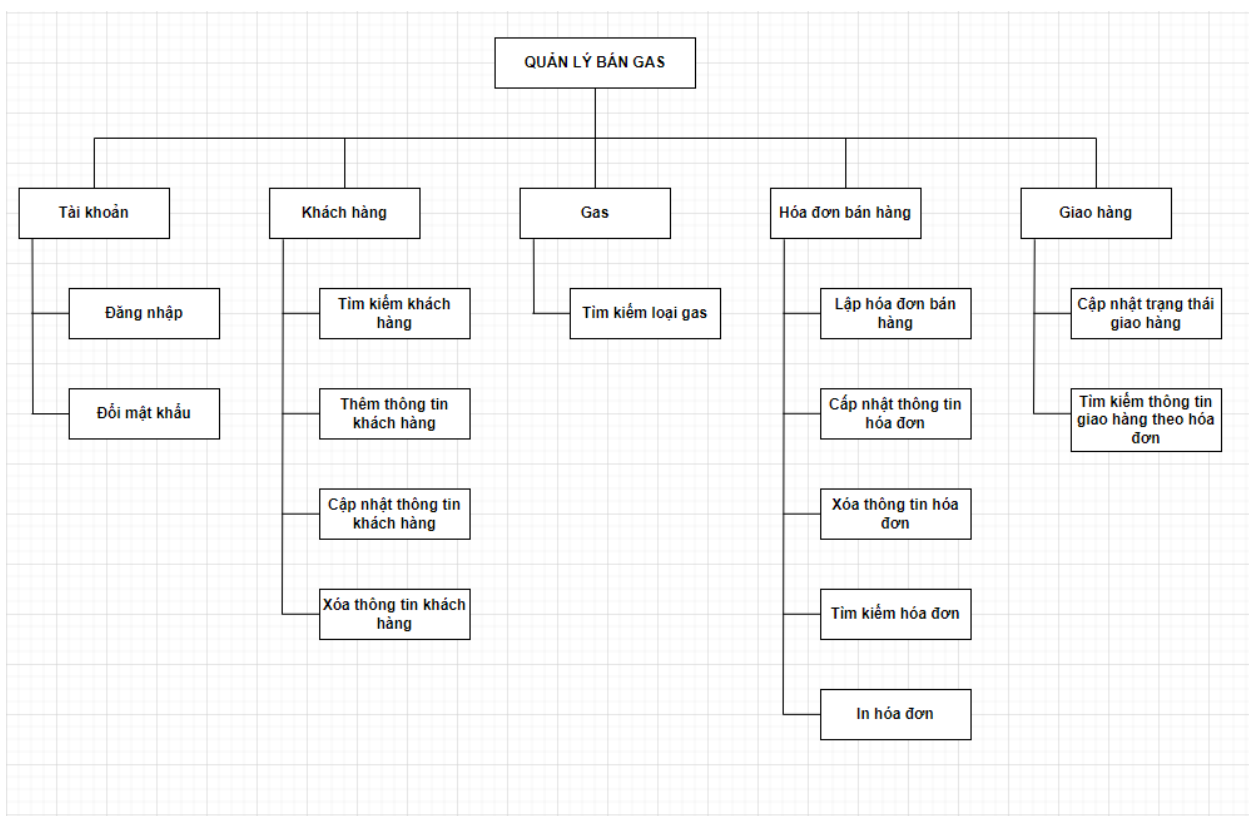 QUẢN LÝ BÁN GAS
Tài khoản
Khách hàng
Gas
Hóa đơn bán hàng
Giao hàng
Đăng nhập
Tìm kiếm khách
hàng
Tìm kiếm loại gas
Lập hóa đơn bán
hàng
Cập nhật trạng thái
giao hàng
Đổi mật khẩu
Thêm thông tin
khách hàng
Cấp nhật thông tin
hóa đơn
Tìm kiếm thông tin
giao hàng theo hóa
đơn
Cập nhật thông tin
khách hàng
Xóa thông tin hóa
đơn
Xóa thông tin khách
hàng
Tìm kiếm hóa đơn
In hóa đơn